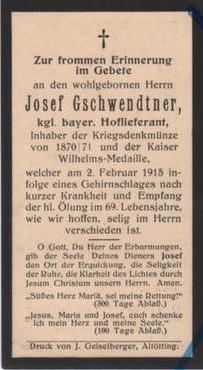 Zur frommen Erinnerung
im Gebete
an den wohlgebornen Herrn
Josef Gschwendtner,
kgl. bayer. Hoflieferant,
Inhaber der Kriegsdenkmünze
von 1870/71 und der Kaiser
Wilhelms-Medaille,
welcher am 2. Februar 1915 in-
folge eines Gehirnschlages nach
kurzer Krankheit und Empfang
der hl. Ölung im 69. Lebensjahre,
wie wir hoffen, selig im Herrn
verschieden ist.
O Gott, Du Herr der Erbarmungen,
gib der Seele Deines Dieners Josef
den Ort der Erquickung, die Seligkeit
der Ruhe, die Klarheit des Lichtes durch
Jesum Christum unsern Herrn. Amen.
„Süßes Herz Mariä, sei meine Rettung!"
(300 Tage Ablaß.)
„Jesus, Maria und Josef, euch schenke
ich mein Herz und meine Seele."
(100 Tage Ablaß.)
Druck von J. Geiselberger, Altötting.